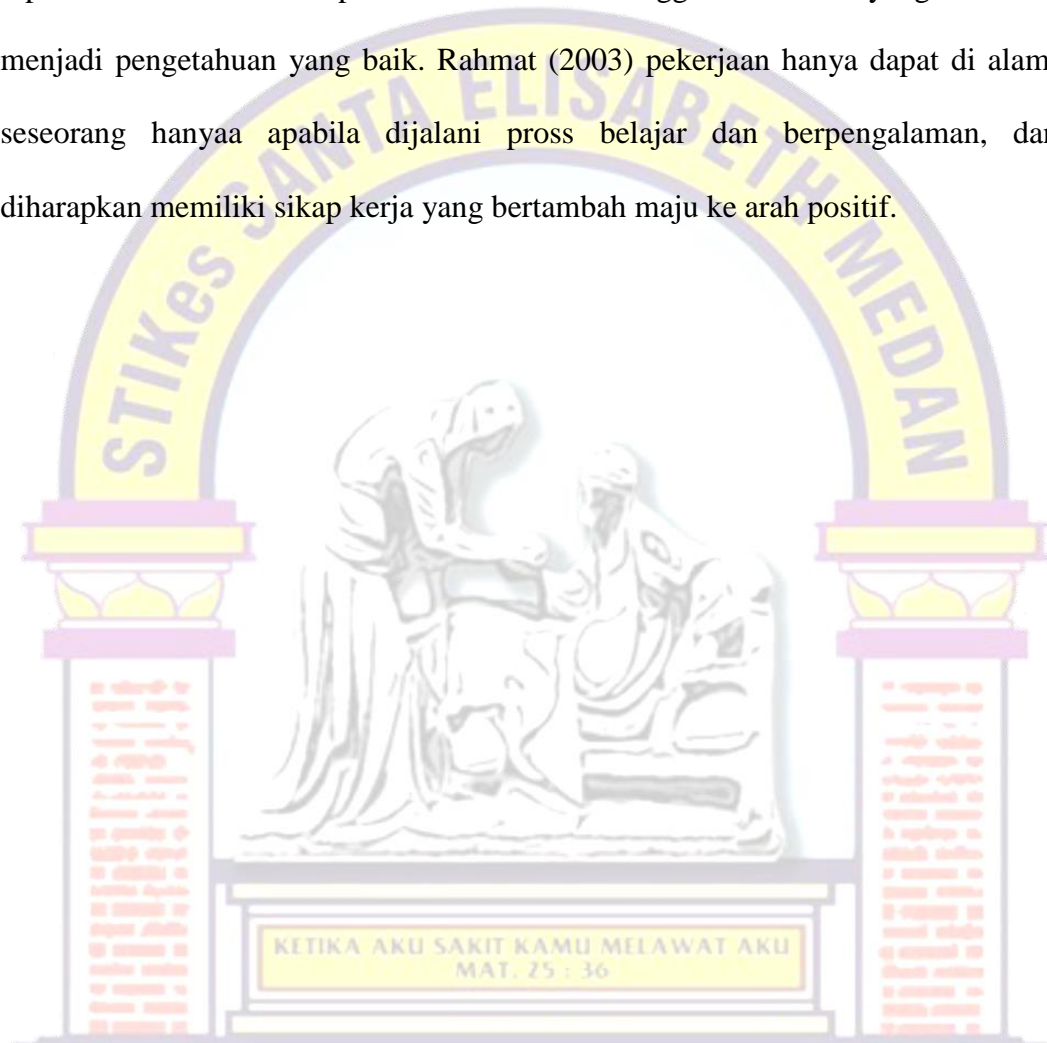 menjadi pengetahuan yang baik. Rahmat (2003) pekerjaan hanya dapat di alam
seseorang hanyaa apabila dijalani pross belajar dan berpengalaman, dan
diharapkan memiliki sikap kerja yang bertambah maju ke arah positif.
STIKes SANTA ELISABETH MEDAN
KETIKA AKU SAKIT KAMU MELAWAT AKU
MAT. 25 : 36